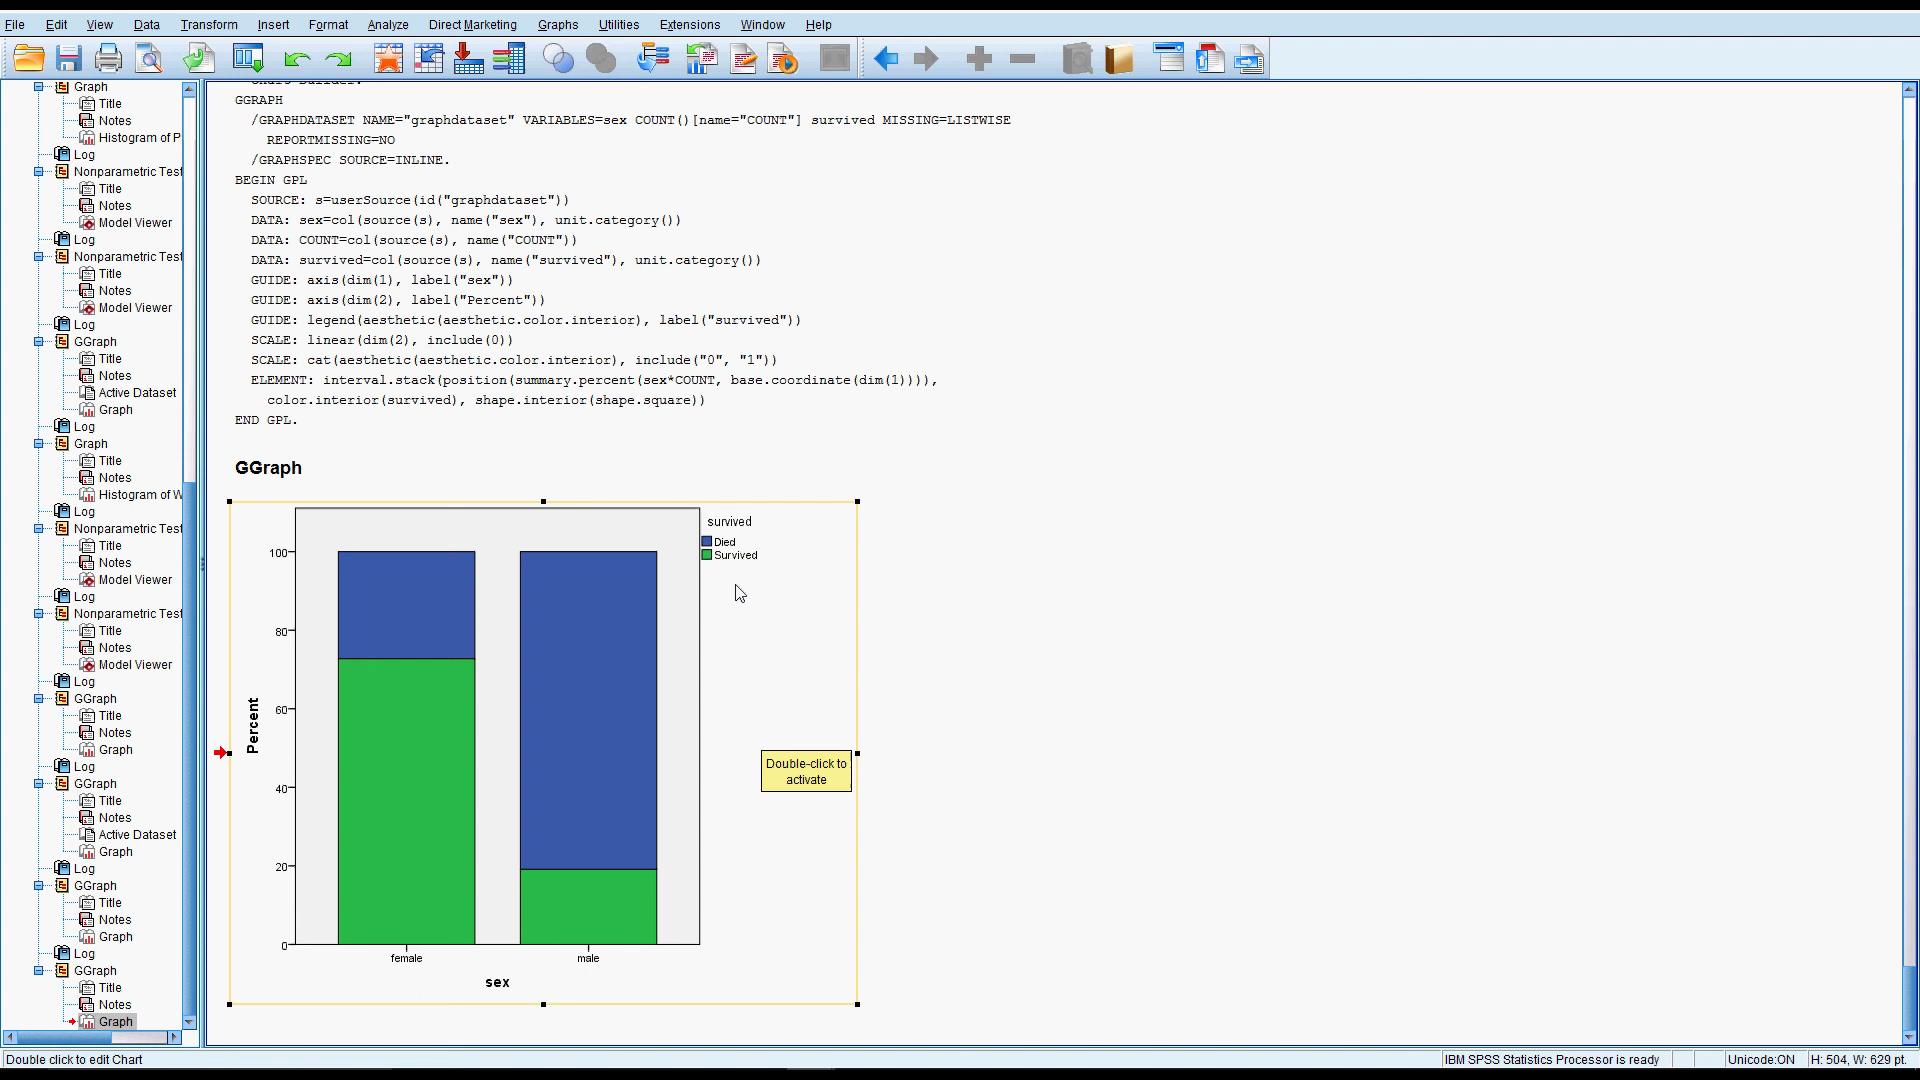 File Edit View Data Transform Insert Format Analyze Direct Marketing Graphs Utilities Extensions Window Help
Graph
Title
Notes
Histogram of P
Log
Nonparametric Test
Title
Notes
Model Viewer
Log
Nonparametric Test
Title
Notes
Model Viewer
Log
GGraph
Title
Notes
Active Dataset
Graph
Log
Graph
Title
Notes
Histogram of W
Log
Nonparametric Test
Title
Notes
Model Viewer
Log
Nonparametric Test
Title
Notes
Model Viewer
Log
GGraph
Title
Notes
Graph
Log
GGraph
Title
Notes
Active Dataset
Graph
Log
GGraph
Title
Notes
Graph
Log
GGraph
Title
Notes
Graph
GGRAPH
/GRAPHDATASET NAME="graphdataset" VARIABLES=sex COUNT()[name="COUNT"] survived MISSING=LISTWISE
REPORTMISSING=NO
/GRAPHSPEC SOURCE=INLINE.
BEGIN GPL
SOURCE: s=userSource(id("graphdataset"))
DATA: sex=col(source(s), name("sex"), unit.category())
DATA: COUNT=col(source(s), name("COUNT"))
DATA: survived=col(source(s), name("survived"), unit.category())
GUIDE: axis(dim(1), label("sex"))
GUIDE: axis(dim(2), label("Percent"))
GUIDE: legend(aesthetic(aesthetic.color.interior), label("survived"))
SCALE: linear(dim(2), include(0))
SCALE: cat(aesthetic(aesthetic.color.interior), include("0", "1"))
ELEMENT: interval.stack(position(summary.percent(sex*COUNT, base.coordinate(dim(1)))),
color.interior(survived), shape.interior(shape.square))
END GPL.
GGraph
survived
Died
Survived
100
80
60
40
20
0
Percent
female male
sex
Double-click to
activate
Double click to edit Chart
IBM SPSS Statistics Processor is ready
Unicode:ON
H: 504, W: 629 pt.